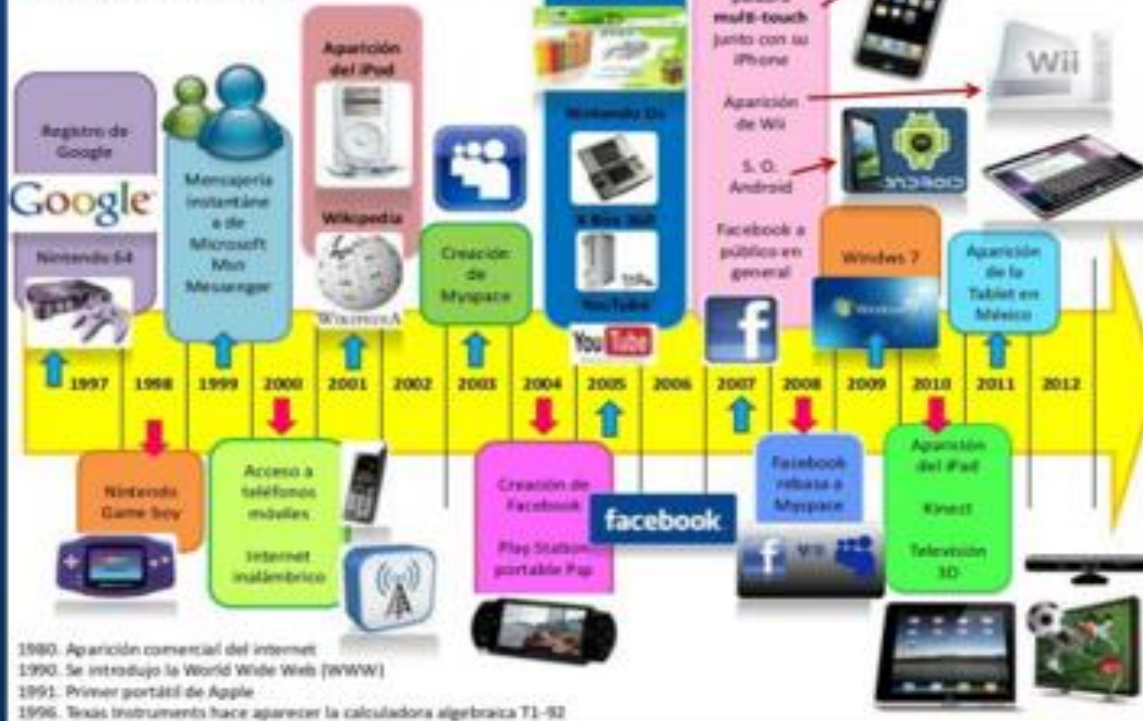 Registro de
Google
Google
Nintendo 64
Mensajería
instantáne
a de
Microsoft
Msn
Messenger
Aparición
del iPod
Wikipedia
WIKIPEDIA
Creación
de
Myspace
Nintendo Ds
X Box 360
YouTube
You Tube
multi-touch
junto con su
iPhone
Aparición
de Wii
S. O.
Android
Facebook a
público en
general
Wii
ANDROID
Windws 7
Aparición
de la
Tablet en
México
1997 1998 1999 2000 2001 2002 2003 2004 2005 2006 2007 2008 2009 2010 2011 2012
Nintendo
Game boy
Acceso a
teléfonos
móviles
Internet
inalámbrico
Creación de
Facebook
Play Station
portable Psp
facebook
Facebook
rebasa a
Myspace
Aparición
del iPad
Kinect
Televisión
3D
1980. Aparición comercial del internet
1990. Se introdujo la World Wide Web (WWW)
1991. Primer portátil de Apple
1996. Texas Instruments hace aparecer la calculadora algebraica T1-92